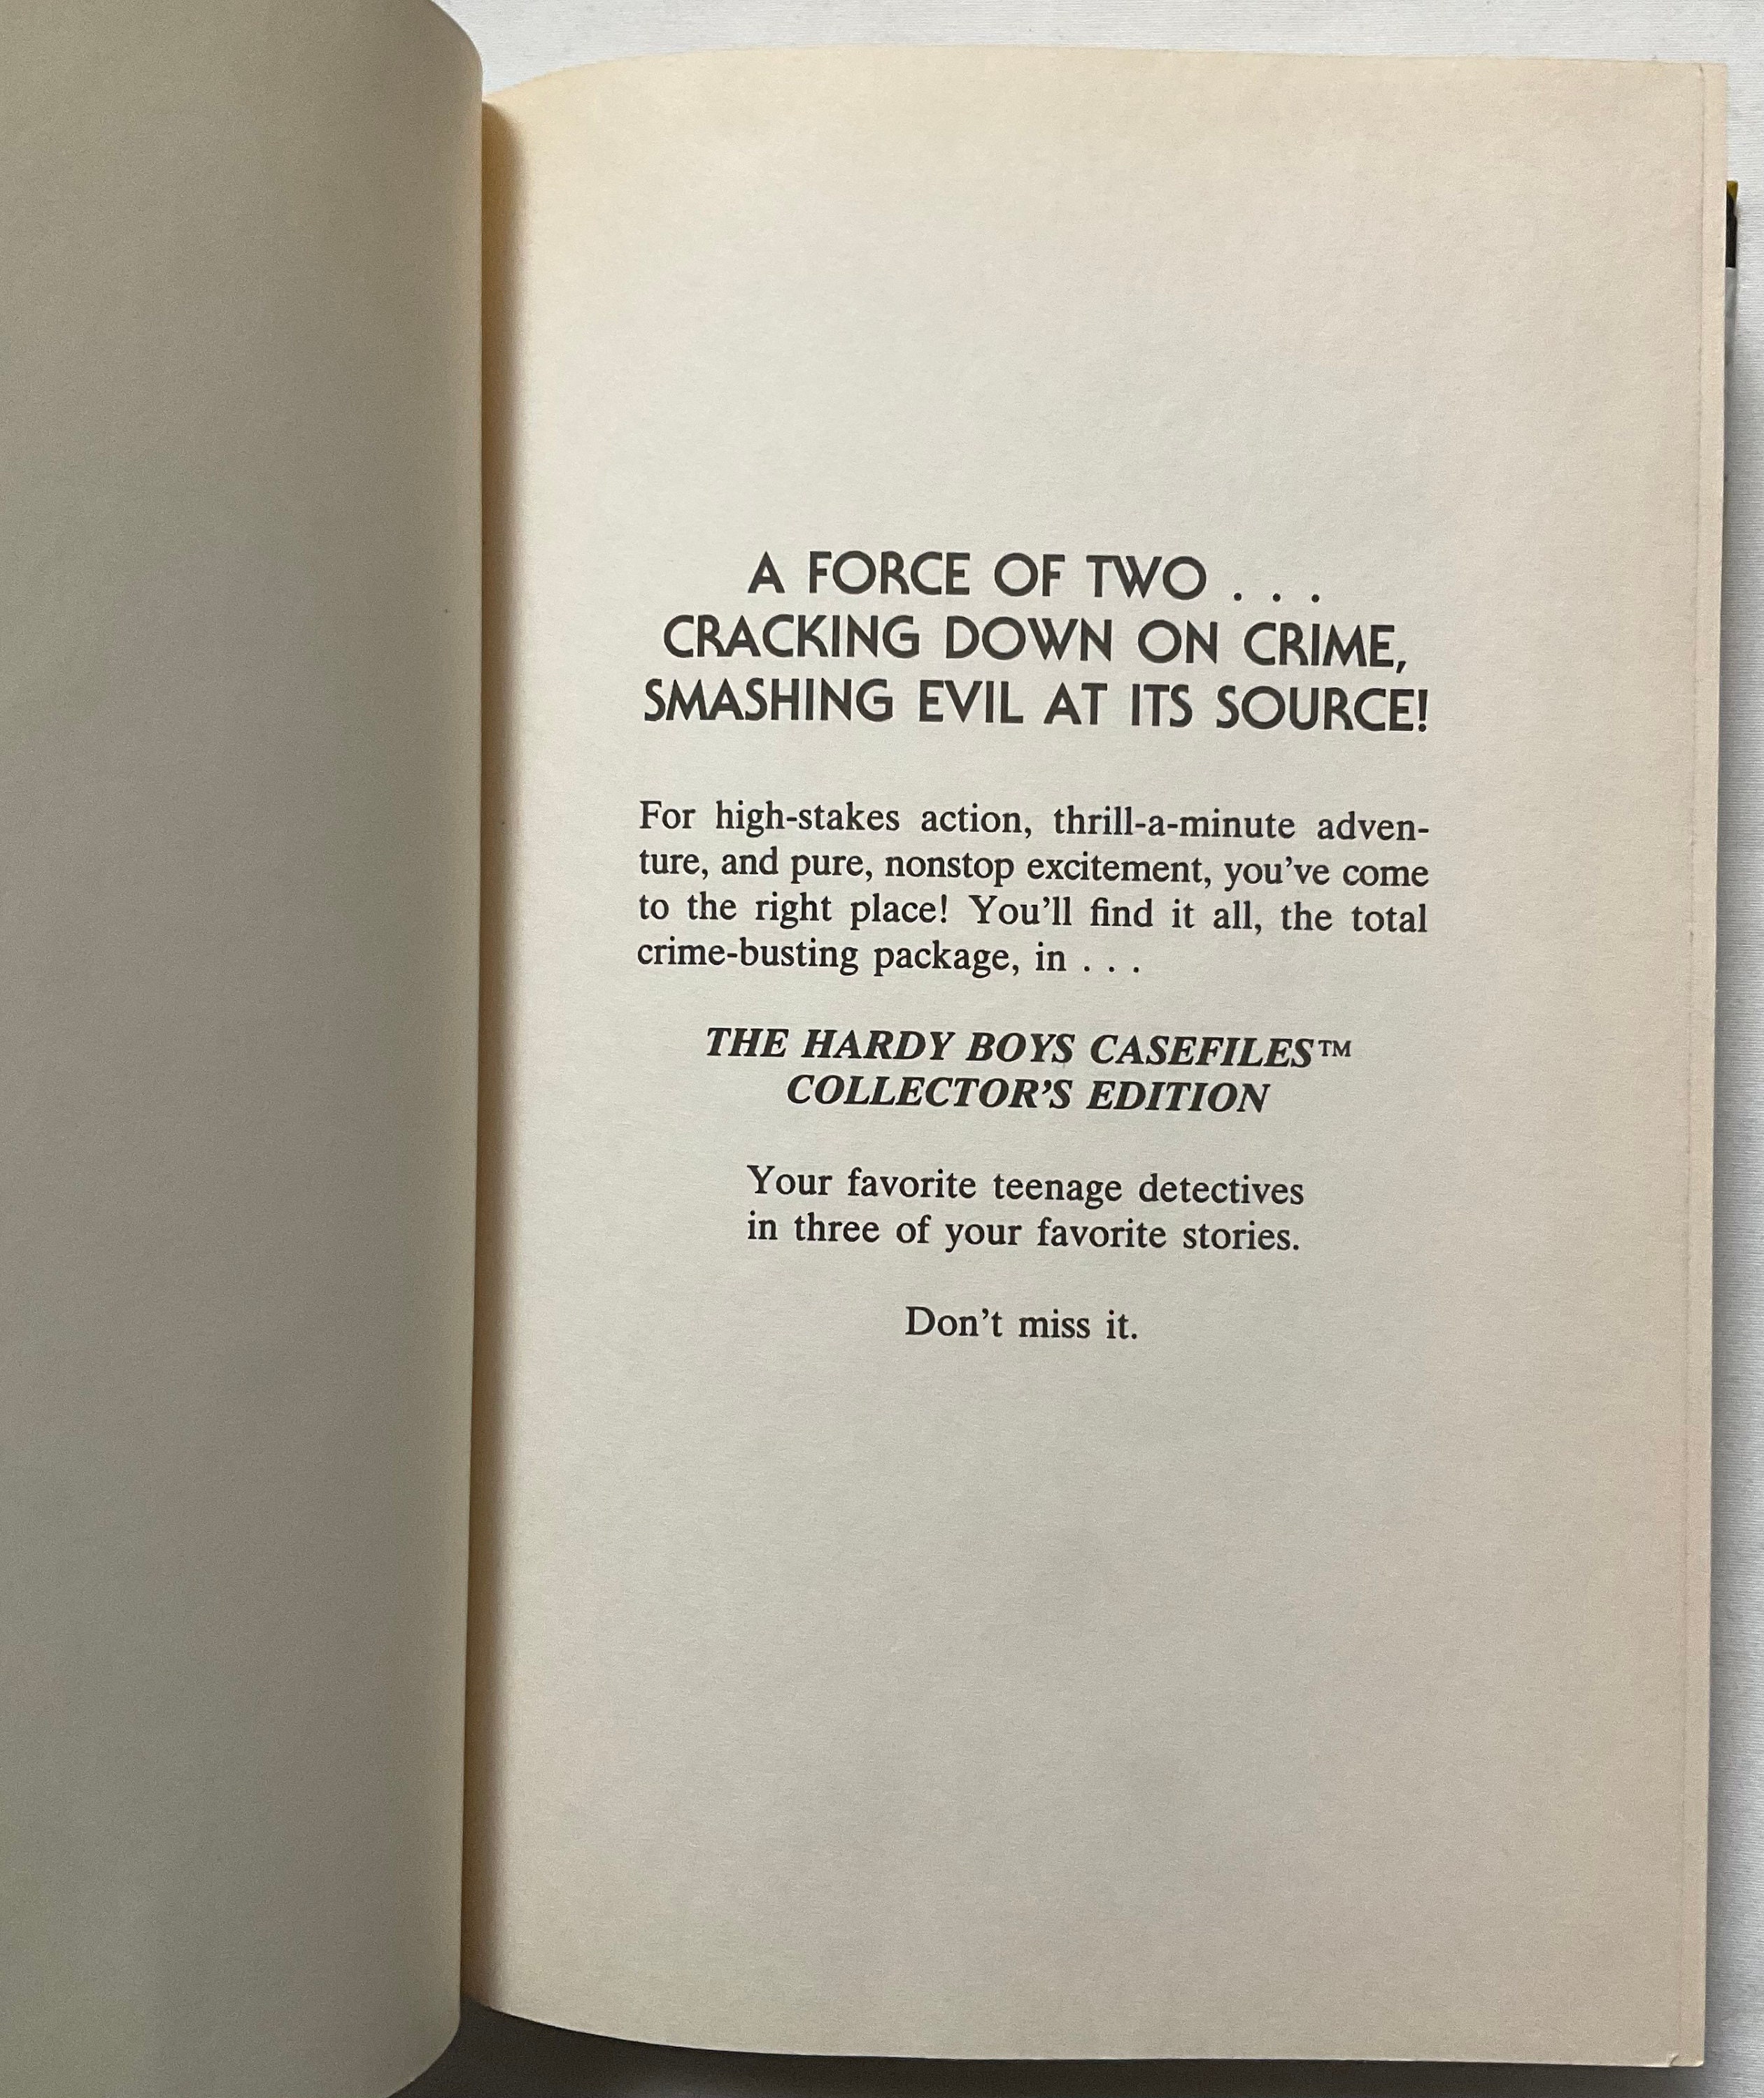 A FORCE OF TWO . . .
CRACKING DOWN ON CRIME,
SMASHING EVIL AT ITS SOURCE!
For high-stakes action, thrill-a-minute adven-
ture, and pure, nonstop excitement, you've come
to the right place! You'll find it all, the total
crime-busting package, in . . .
THE HARDY BOYS CASEFILES™
COLLECTOR'S EDITION
Your favorite teenage detectives
in three of your favorite stories.
Don't miss it.